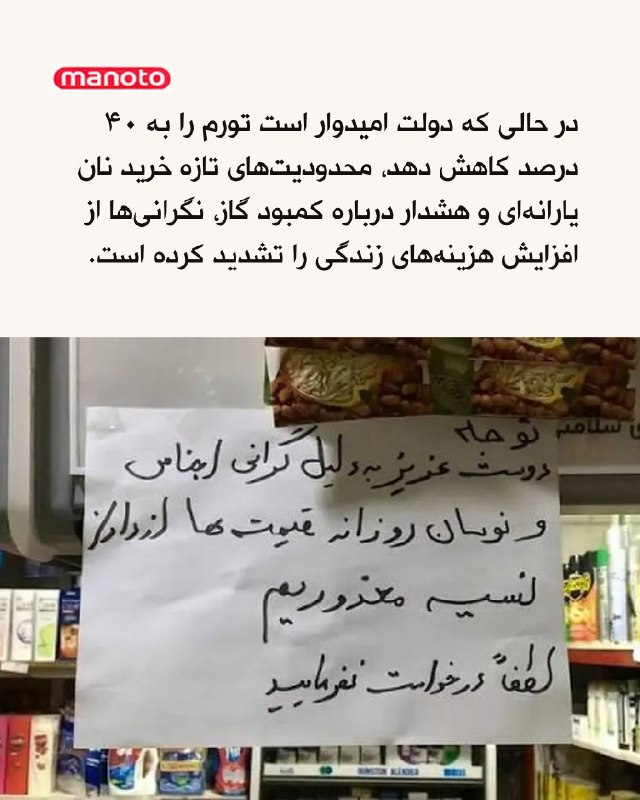 manoto
در حالی که دولت امیدوار است تورم را به ۴۰
درصد کاهش دهد، محدودیت‌های تازه خرید نان
یارانه‌ای و هشدار درباره کمبود گاز، نگرانی‌ها از
افزایش هزینه‌های زندگی را تشدید کرده است.
سلامتی
توجه
دوست عزیز به دلیل گرانی اجناس
و نوسان روزانه قیمت ها از دادن
نسیه معذوریم
لطفاً درخواست نفرمایید